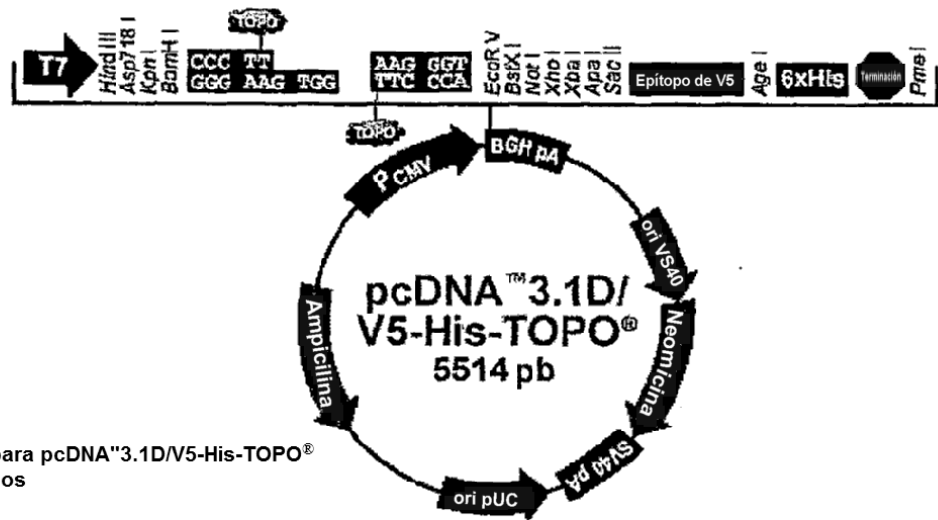 TOPO
T7
Hind III
Asp718 I
Kpn I
BamH I
CCC TT
GGG AAG TGG
AAG GGT
TTC CCA
EcoR V
BstX I
Not I
Xho I
Xba I
Apa I
Sac II
Epítopo de V5
Age I
6xHis
Terminación
Pme I
TOPO
P CMV
BGH pA
ori VS40
Neomicina
SV40 pA
ori pUC
Ampicilina
pcDNA™3.1D/
V5-His-TOPO®
5514 pb
para pcDNA"3.1D/V5-His-TOPO®
os